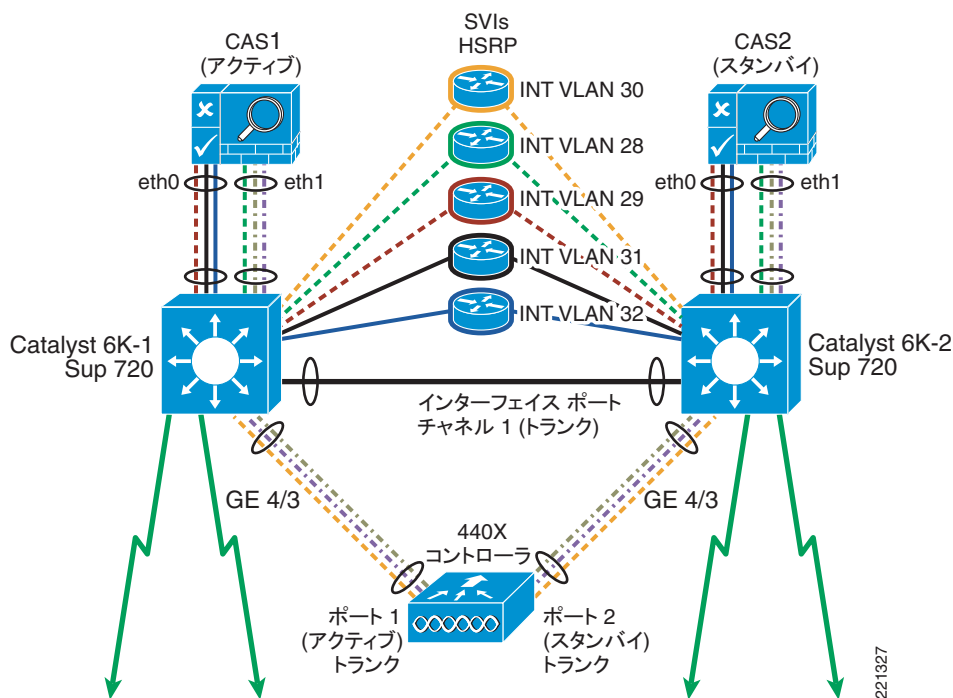 SVIs
HSRP
CAS1
(アクティブ)
CAS2
(スタンバイ)
INT VLAN 30
INT VLAN 28
INT VLAN 29
INT VLAN 31
INT VLAN 32
eth0
eth1
eth0
eth1
Catalyst 6K-1
Sup 720
Catalyst 6K-2
Sup 720
インターフェイス ポート
チャネル 1 (トランク)
GE 4/3
GE 4/3
440X
コントローラ
ポート 1
(アクティブ)
トランク
ポート 2
(スタンバイ)
トランク
221327